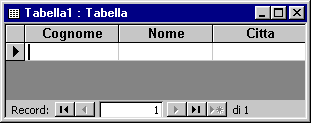 Tabella1 : Tabella
Cognome Nome Citta
Record: 1 di 1